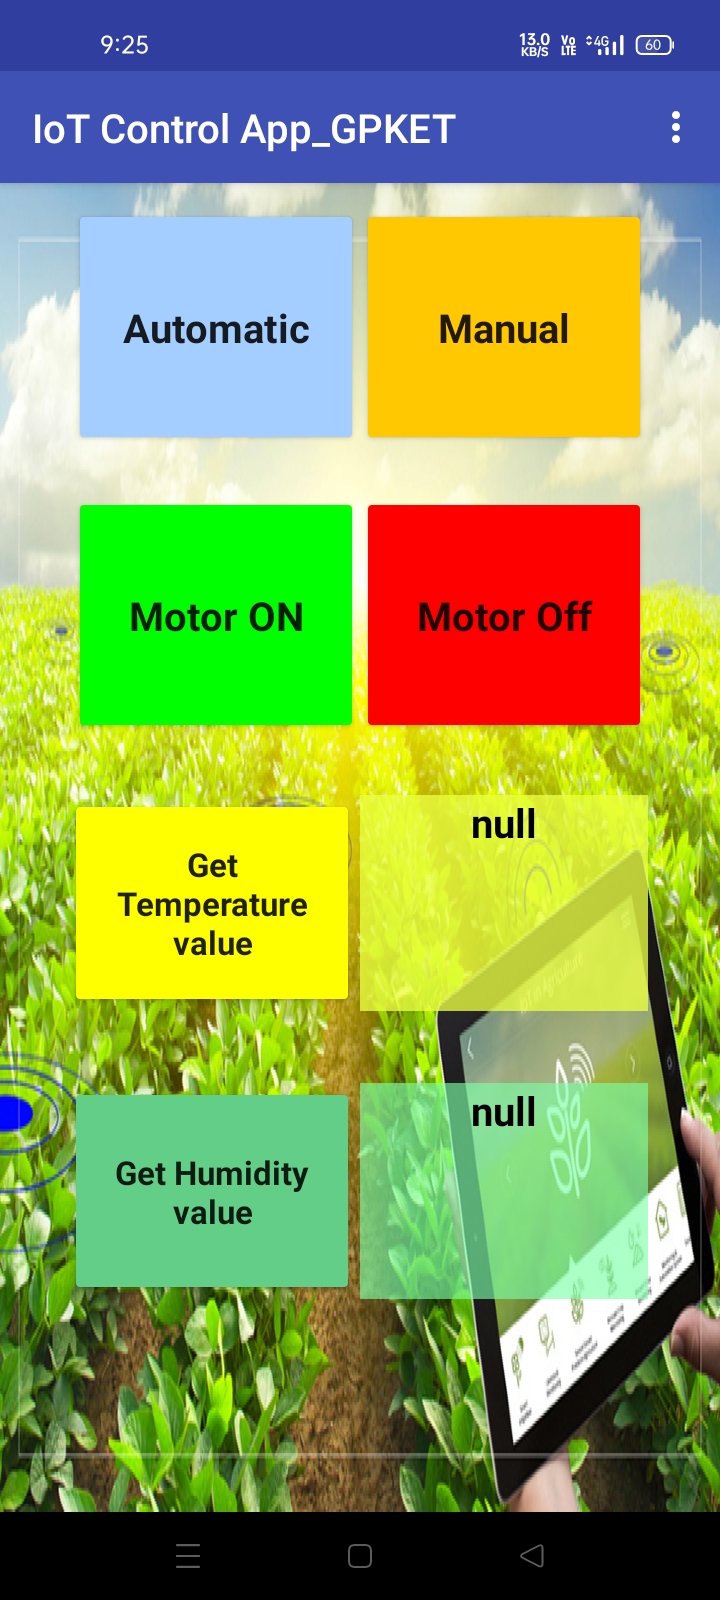 9:25
13.0
KB/S
Vo
LTE
4G
60
IoT Control App_GPKET
Automatic
Manual
Motor ON
Motor Off
Get
Temperature
value
null
Get Humidity
value
null